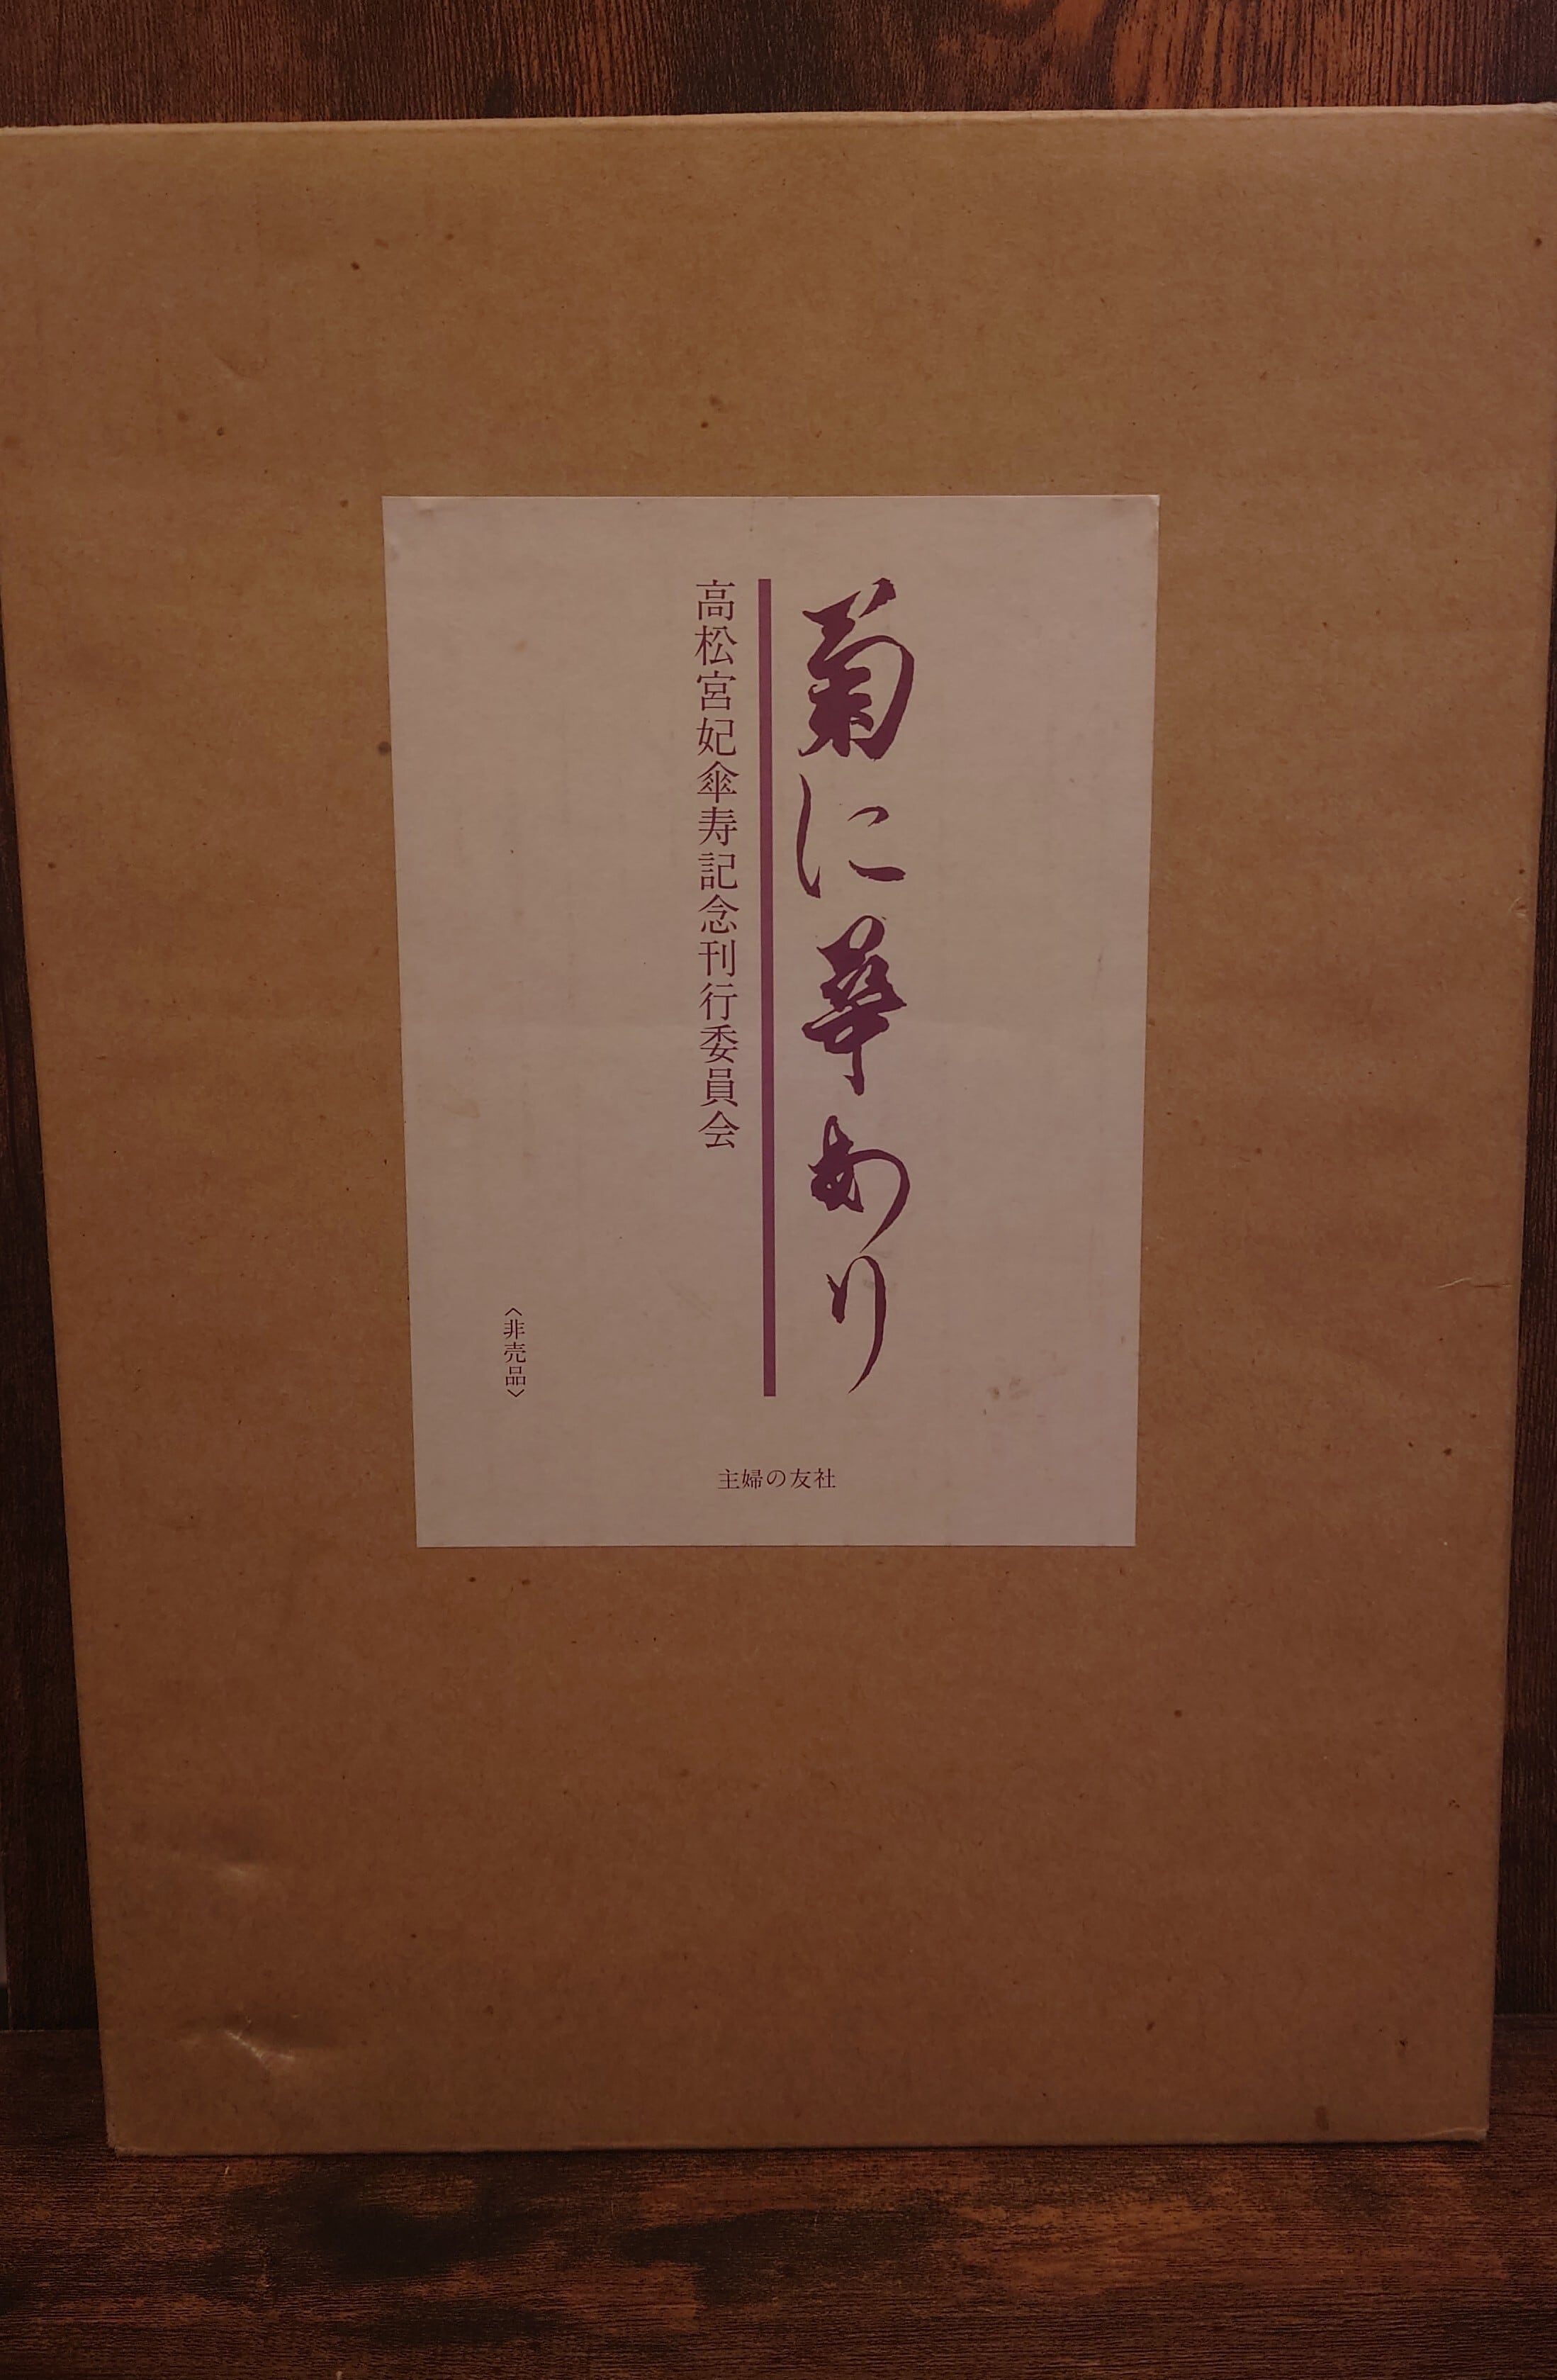 菊に華あり
高松宮妃傘寿記念刊行委員会
〈非売品〉
主婦の友社